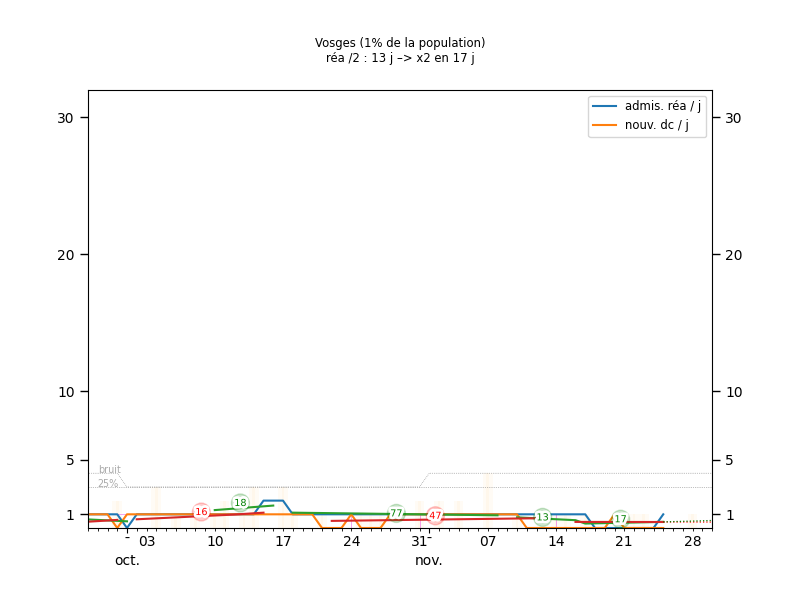 Vosges (1% de la population)
réa /2 : 13 j –> x2 en 17 j
admis. réa / j
nouv. dc / j
30 30
20 20
10 10
5 5
1 1
bruit
25%
16 18 77 47 13 17
03 10 17 24 31 07 14 21 28
oct. nov.